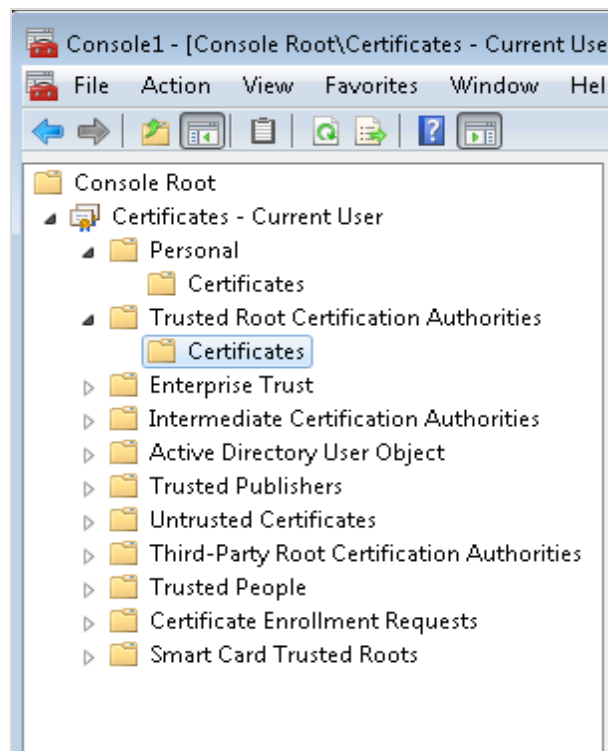 Console1 - [Console Root\Certificates - Current Use
File Action View Favorites Window Hel
Console Root
Certificates - Current User
Personal
Certificates
Trusted Root Certification Authorities
Certificates
Enterprise Trust
Intermediate Certification Authorities
Active Directory User Object
Trusted Publishers
Untrusted Certificates
Third-Party Root Certification Authorities
Trusted People
Certificate Enrollment Requests
Smart Card Trusted Roots